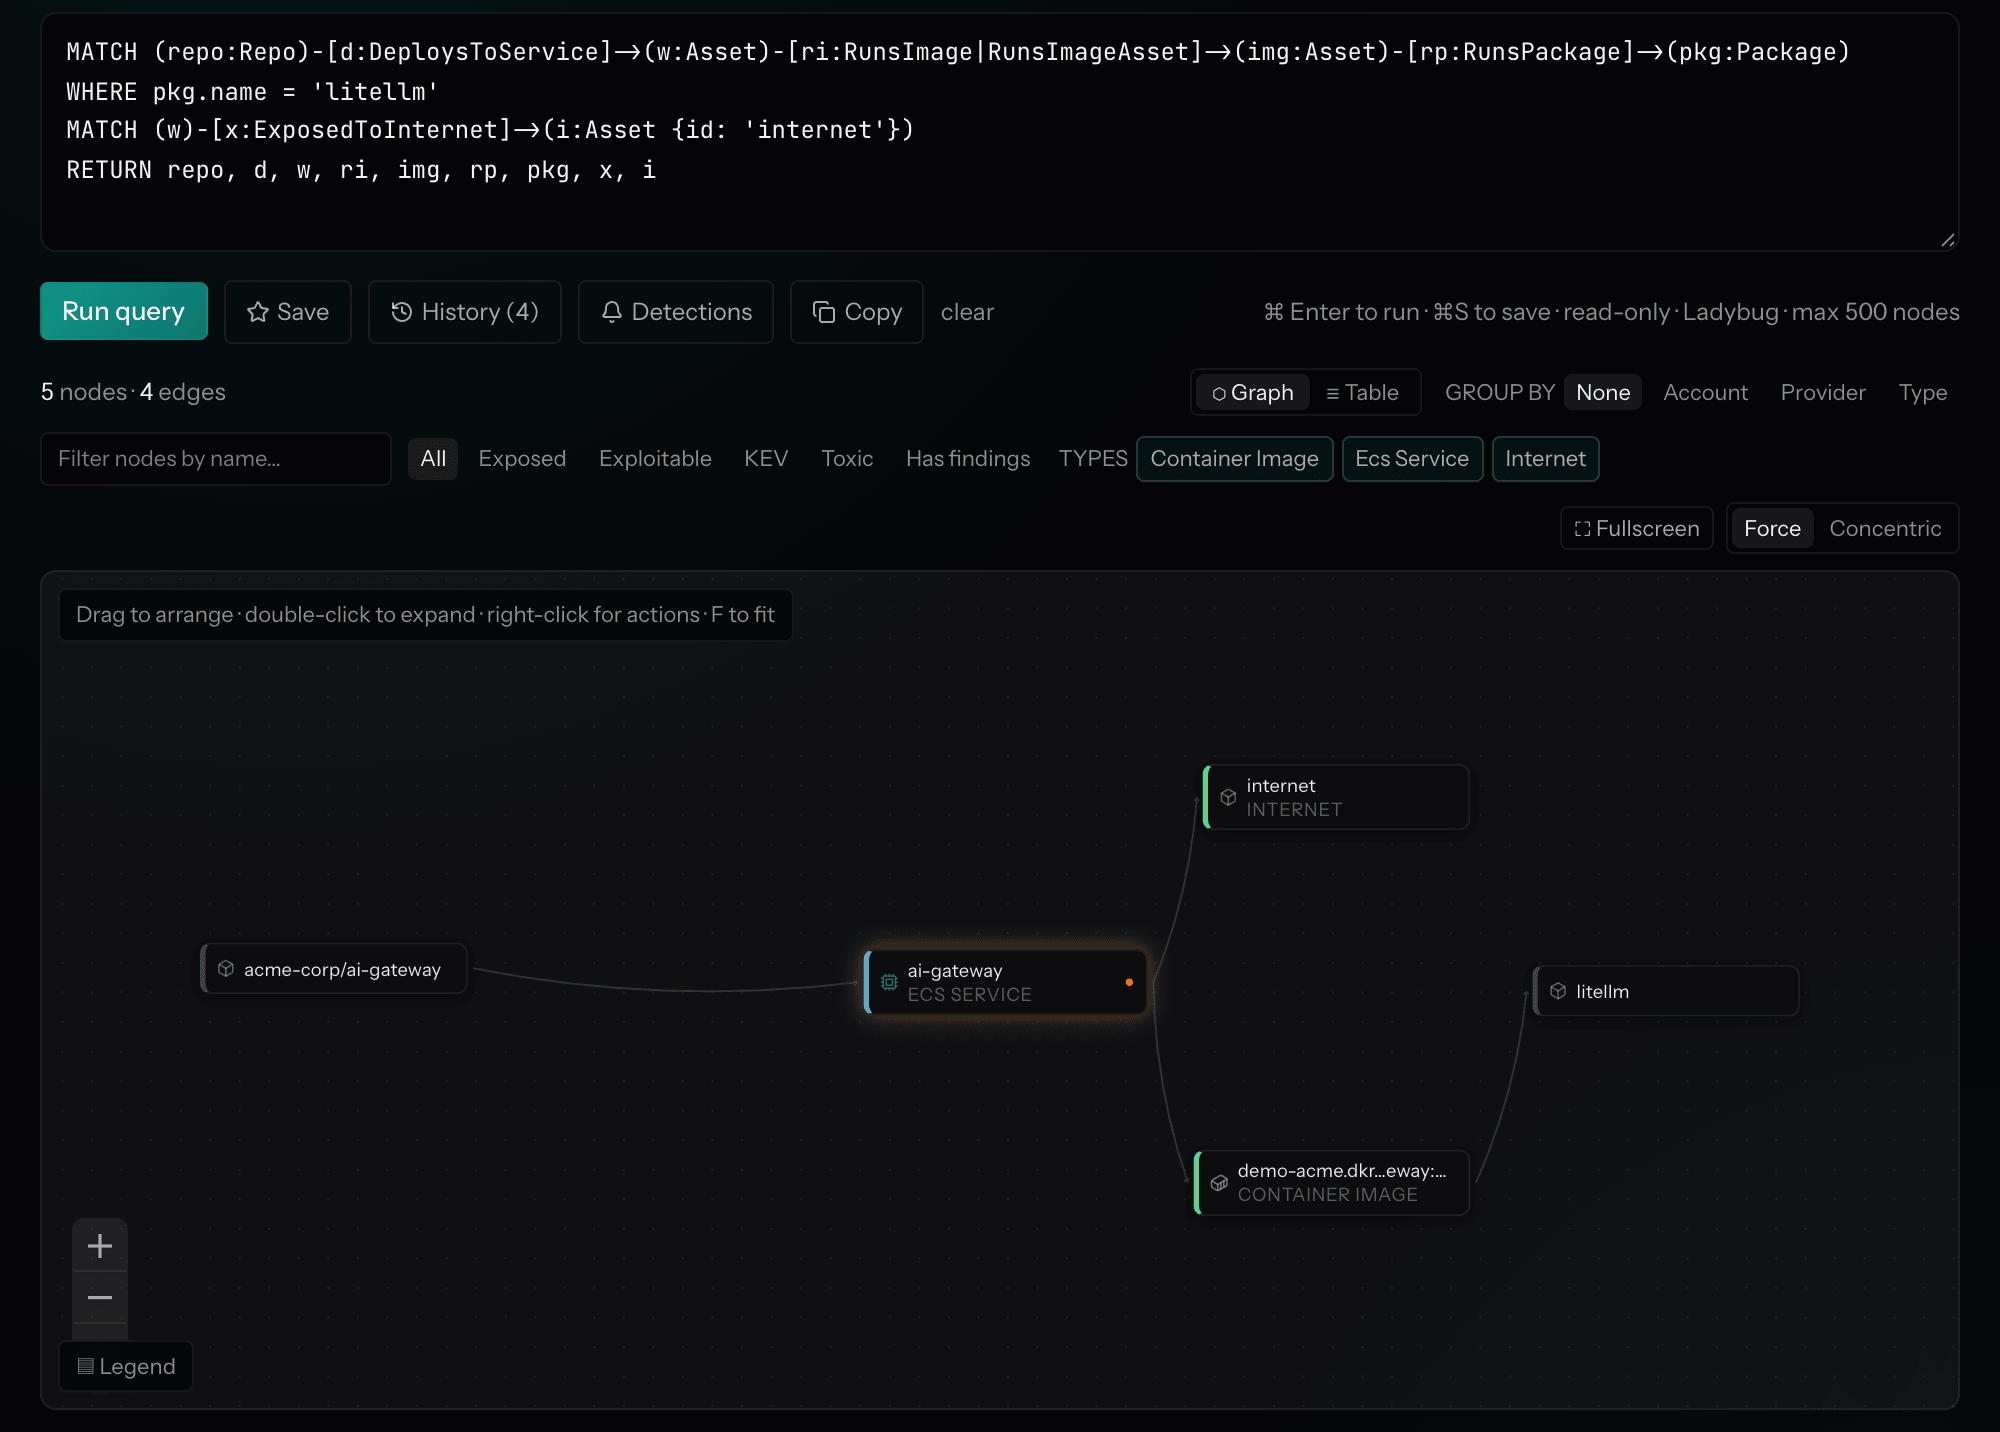 MATCH (repo:Repo)-[d:DeploysToService]->(w:Asset)-[ri:RunsImage|RunsImageAsset]->(img:Asset)-[rp:RunsPackage]->(pkg:Package)
WHERE pkg.name = 'litellm'
MATCH (w)-[x:ExposedToInternet]->(i:Asset {id: 'internet'})
RETURN repo, d, w, ri, img, rp, pkg, x, i
Run query Save History (4) Detections Copy clear ⌘ Enter to run · ⌘S to save · read-only · Ladybug · max 500 nodes
5 nodes · 4 edges Graph Table GROUP BY None Account Provider Type
Filter nodes by name... All Exposed Exploitable KEV Toxic Has findings TYPES Container Image Ecs Service Internet
Fullscreen Force Concentric
Drag to arrange · double-click to expand · right-click for actions · F to fit
internet
INTERNET
acme-corp/ai-gateway
ai-gateway
ECS SERVICE
litellm
demo-acme.dkr...eway:...
CONTAINER IMAGE
Legend